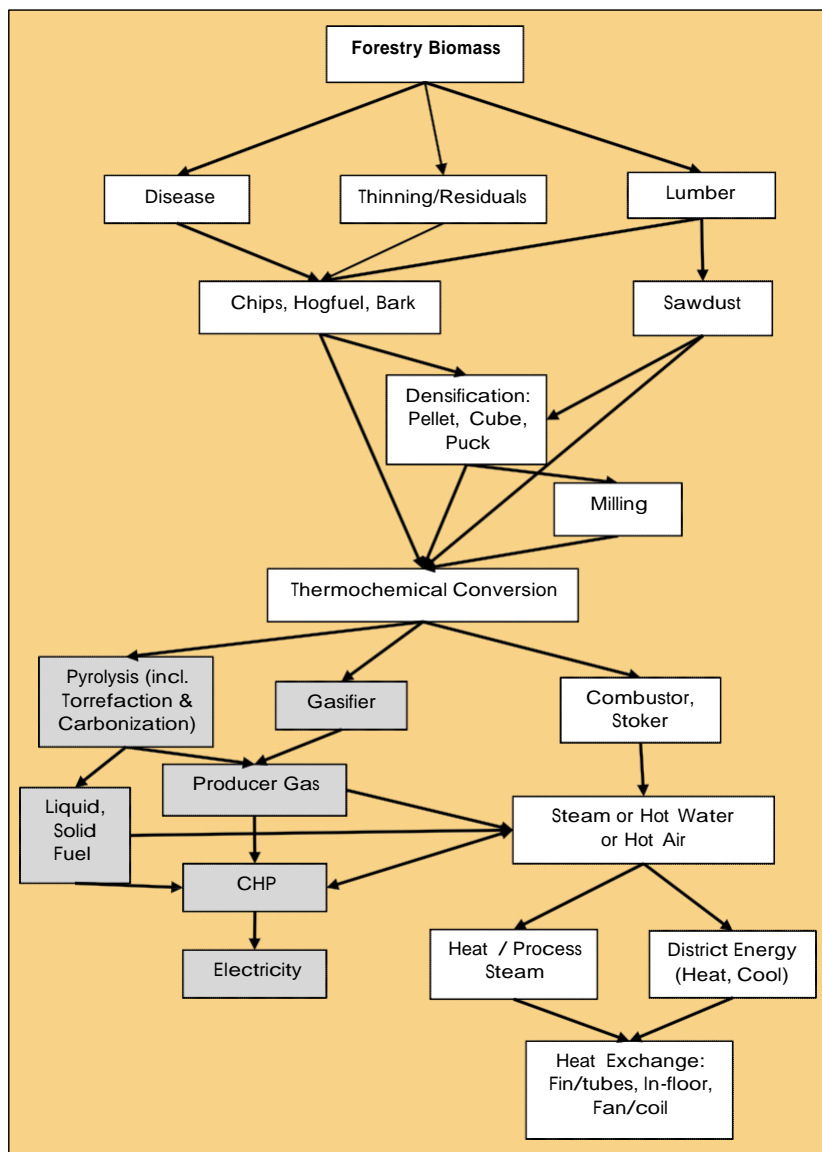 Forestry Biomass
Disease
Thinning/Residuals
Lumber
Chips, Hogfuel, Bark
Sawdust
Densification:
Pellet, Cube,
Puck
Milling
Thermochemical Conversion
Pyrolysis (incl.
Torrefaction &
Carbonization)
Gasifier
Combustor,
Stoker
Producer Gas
Liquid,
Solid
Fuel
Steam or Hot Water
or Hot Air
CHP
Electricity
Heat / Process
Steam
District Energy
(Heat, Cool)
Heat Exchange:
Fin/tubes, In-floor,
Fan/coil